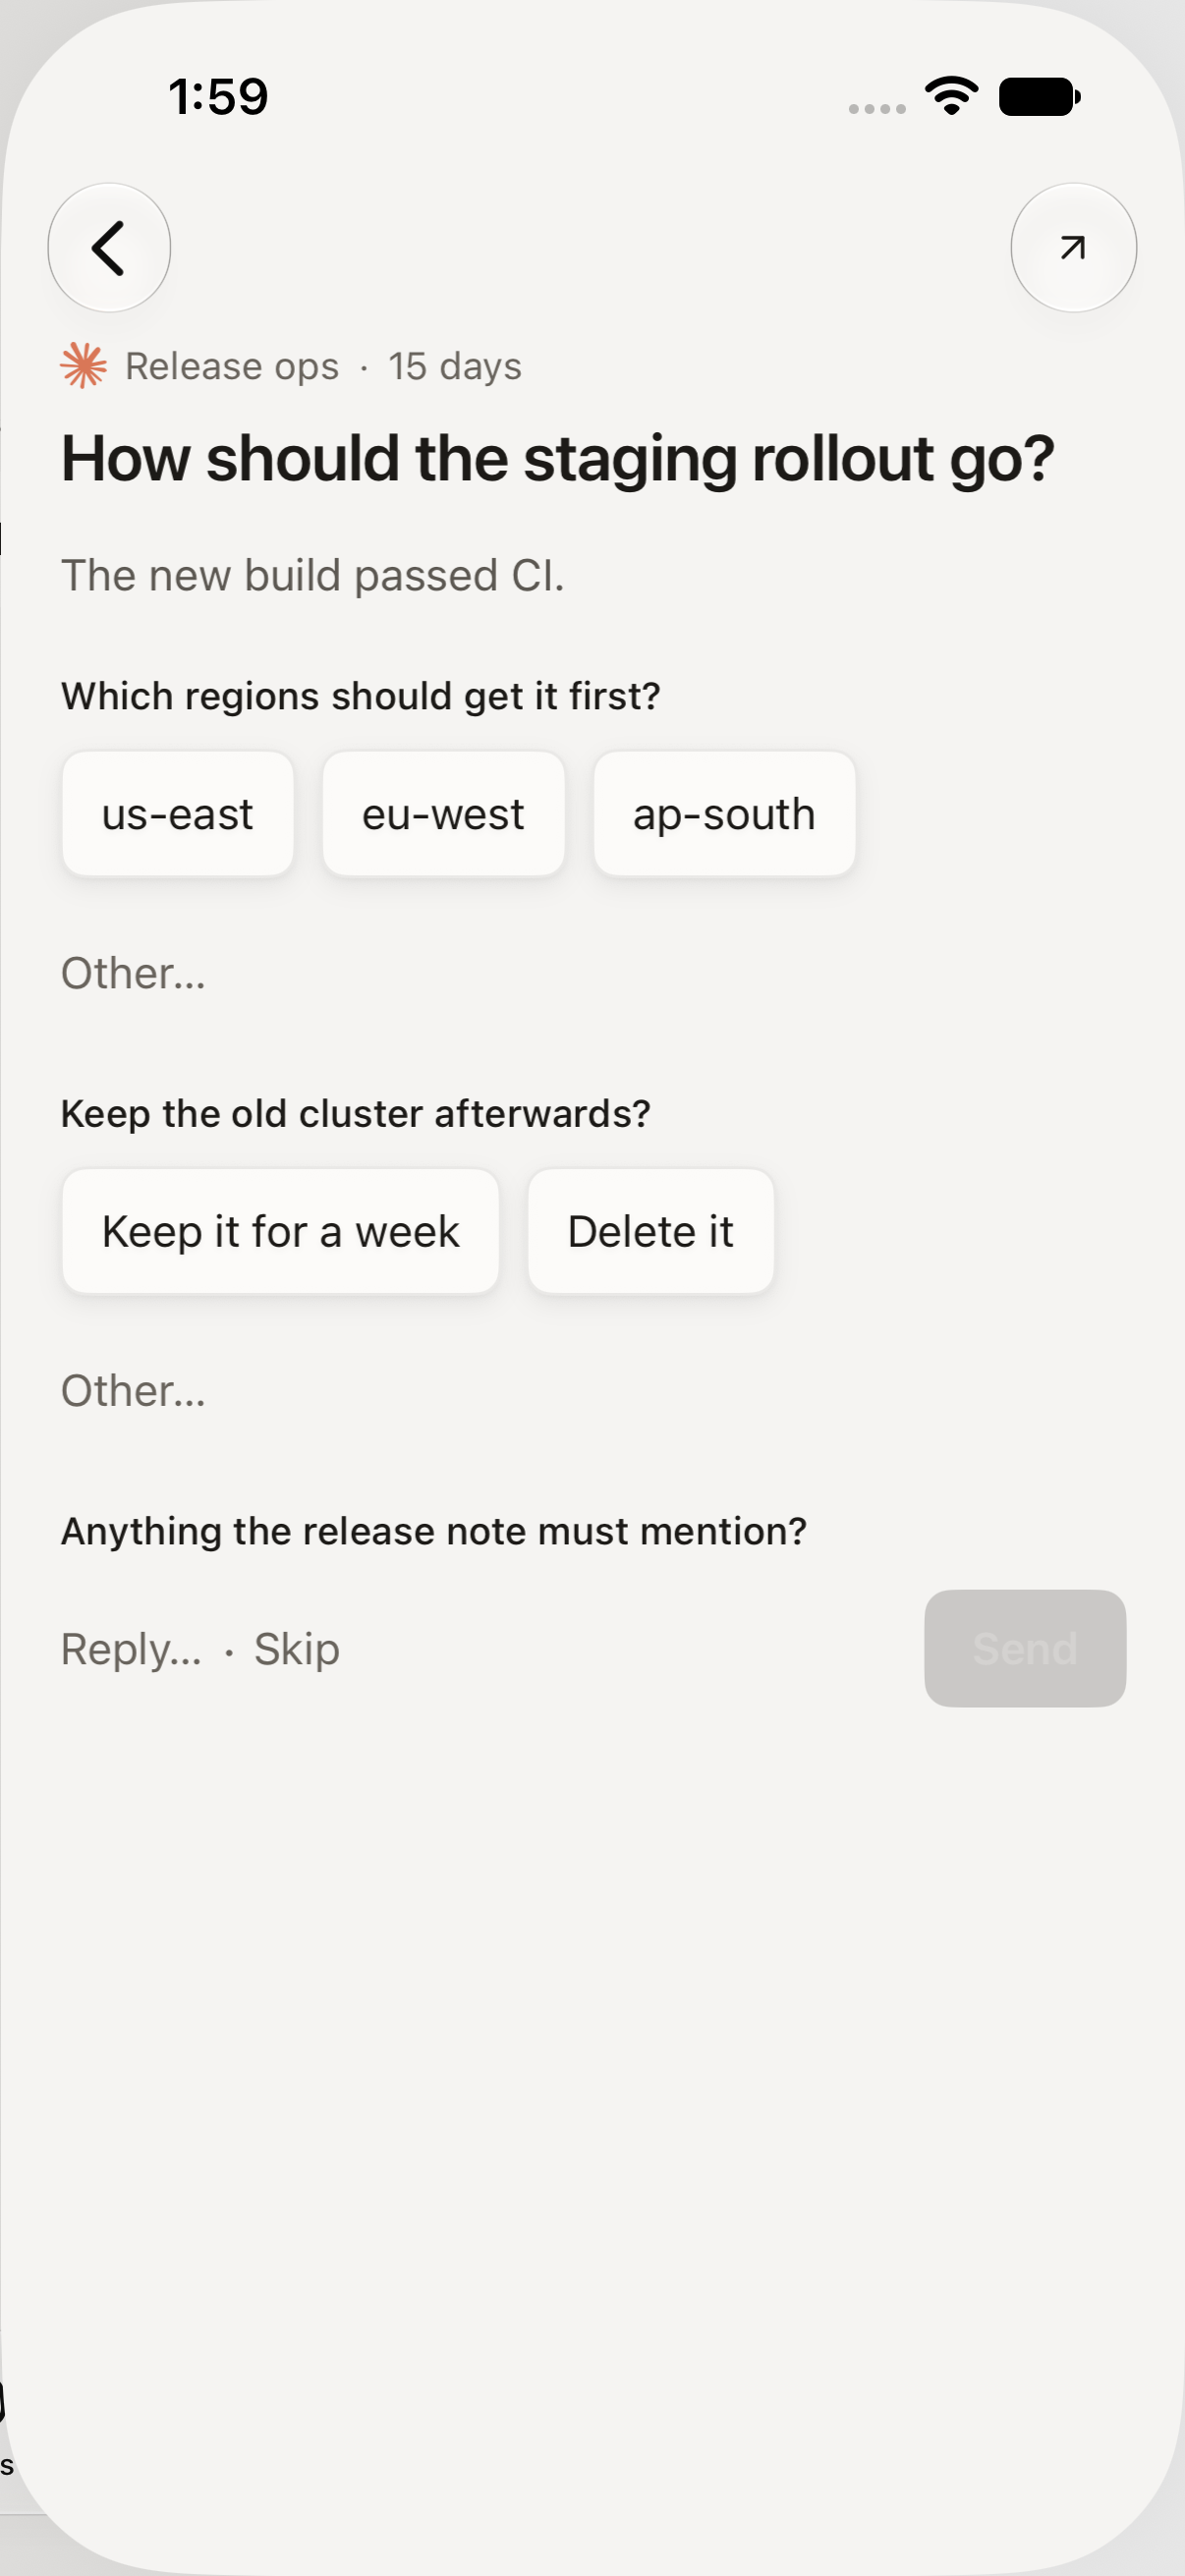 1:59
Release ops · 15 days
How should the staging rollout go?
The new build passed CI.
Which regions should get it first?
us-east eu-west ap-south
Other...
Keep the old cluster afterwards?
Keep it for a week Delete it
Other...
Anything the release note must mention?
Reply... · Skip Send
s